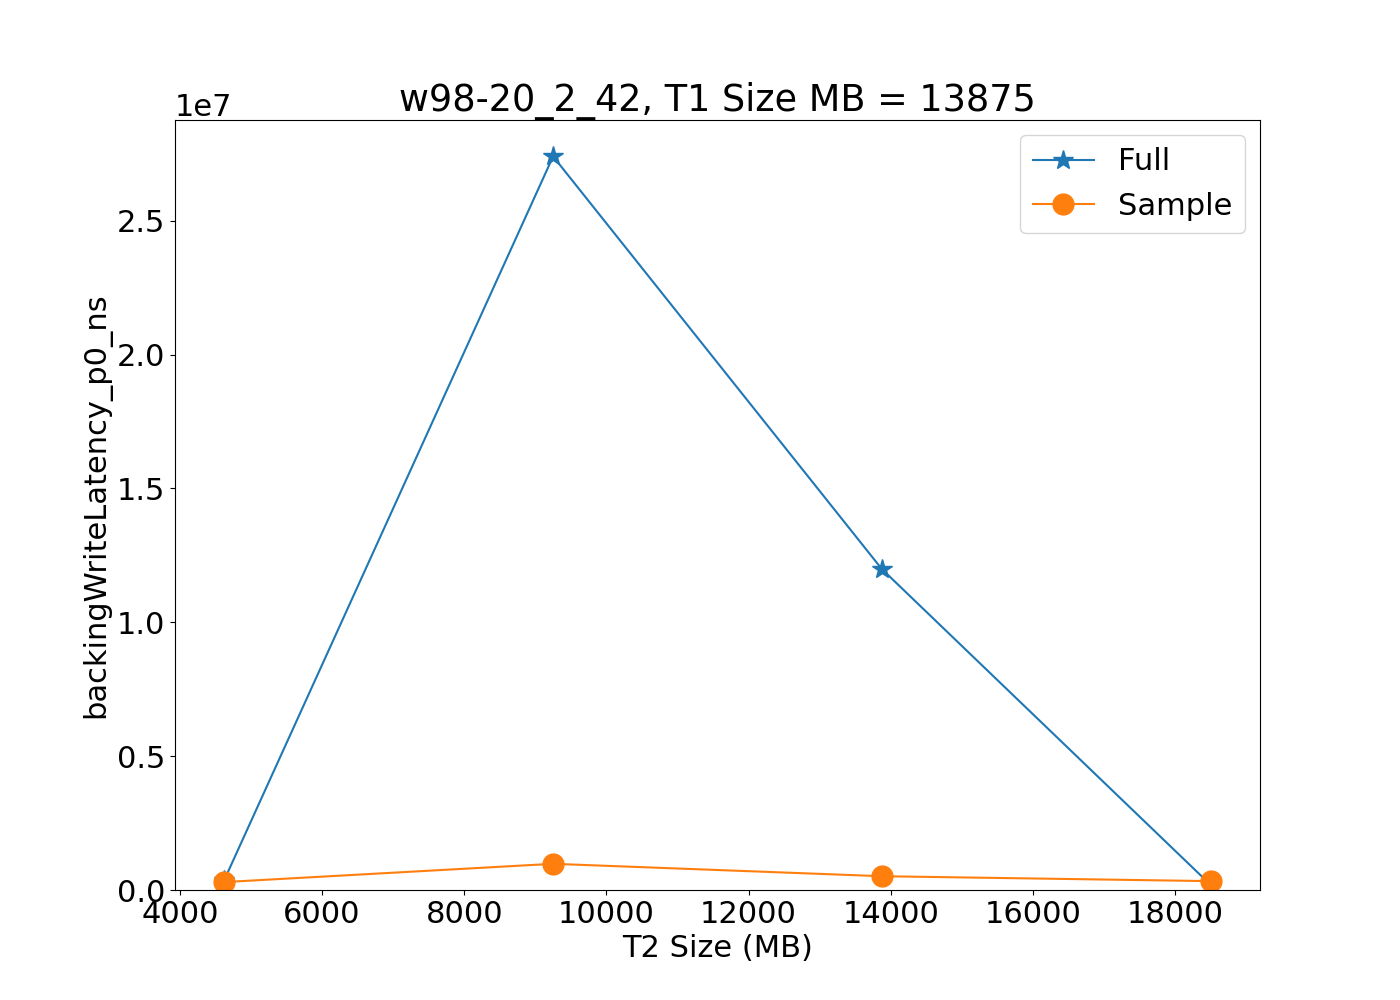 w98-20_2_42, T1 Size MB = 13875
1e7
Full
Sample
2.5
2.0
1.5
1.0
0.5
0.0
backingWriteLatency_p0_ns
4000 6000 8000 10000 12000 14000 16000 18000
T2 Size (MB)